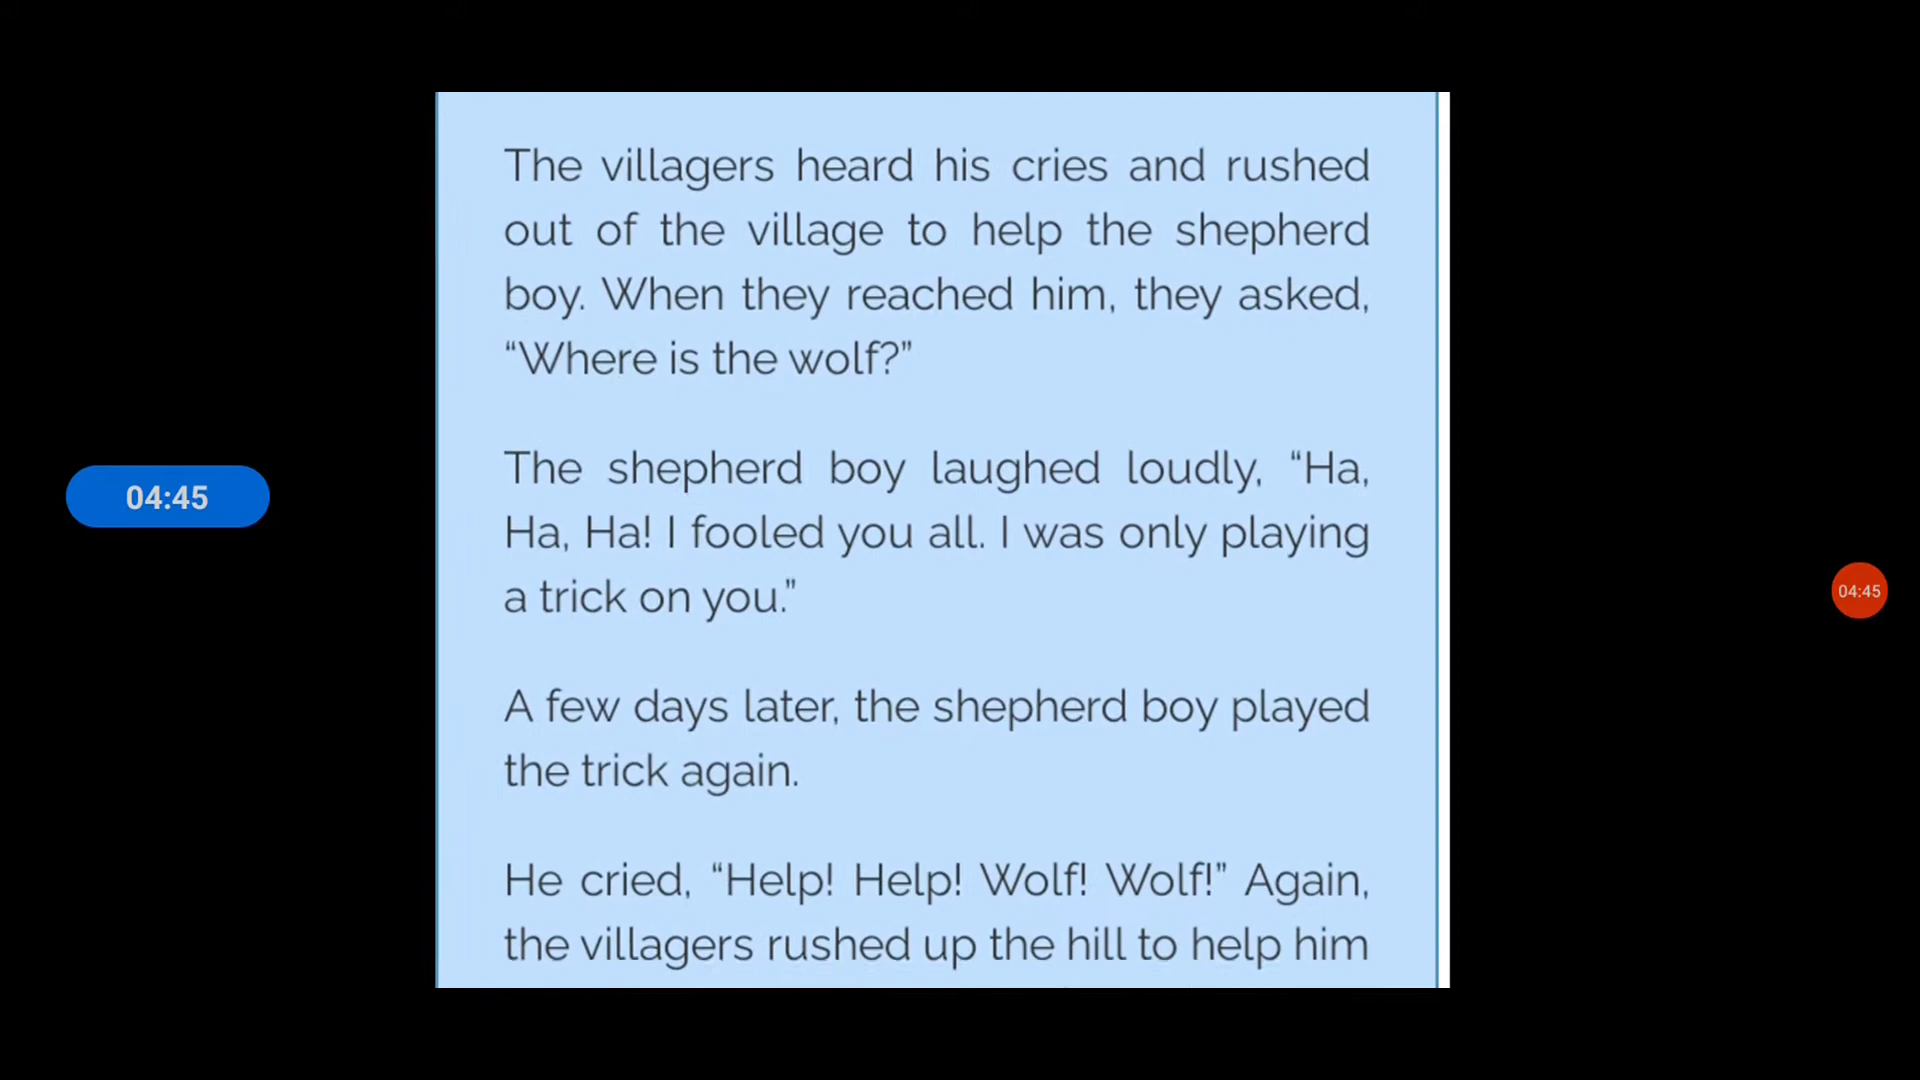 The villagers heard his cries and rushed
out of the village to help the shepherd
boy. When they reached him, they asked,
“Where is the wolf?”
The shepherd boy laughed loudly, “Ha,
Ha, Ha! I fooled you all. I was only playing
a trick on you.”
A few days later, the shepherd boy played
the trick again.
He cried, “Help! Help! Wolf! Wolf!” Again,
the villagers rushed up the hill to help him
04:45
04:45